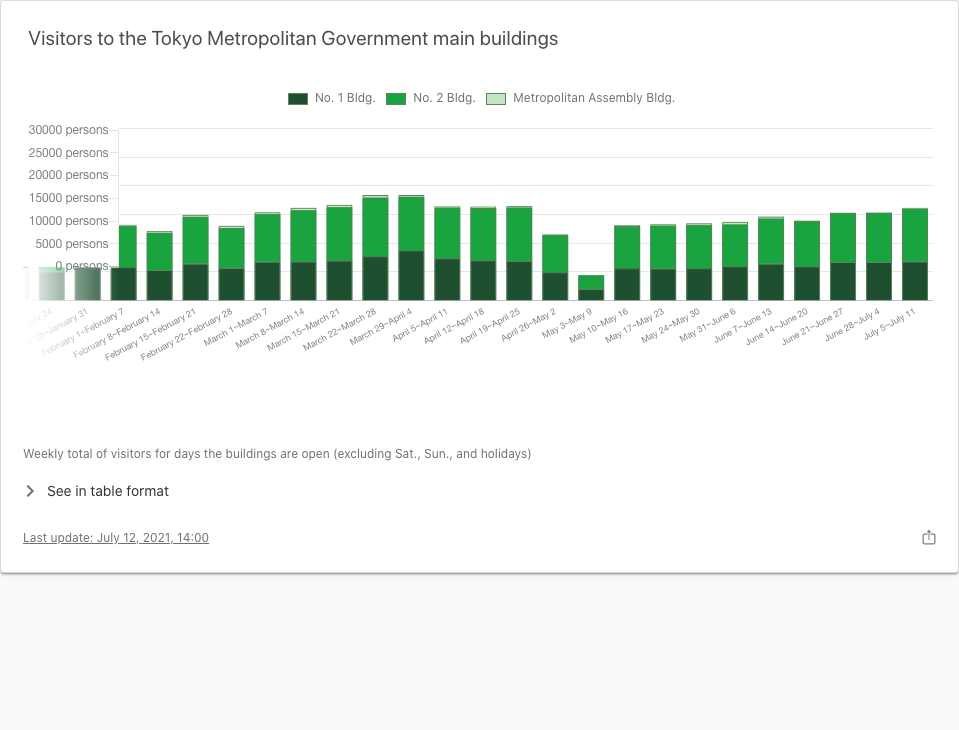 Visitors to the Tokyo Metropolitan Government main buildings
No. 1 Bldg. No. 2 Bldg. Metropolitan Assembly Bldg.
30000 persons
25000 persons
20000 persons
15000 persons
10000 persons
5000 persons
0 persons
February 1~February 7
February 8~February 14
February 15~February 21
February 22~February 28
March 1~March 7
March 8~March 14
March 15~March 21
March 22~March 28
March 29~April 4
April 5~April 11
April 12~April 18
April 19~April 25
April 26~May 2
May 3~May 9
May 10~May 16
May 17~May 23
May 24~May 30
May 31~June 6
June 7~June 13
June 14~June 20
June 21~June 27
June 28~July 4
July 5~July 11
Weekly total of visitors for days the buildings are open (excluding Sat., Sun., and holidays)
See in table format
Last update: July 12, 2021, 14:00